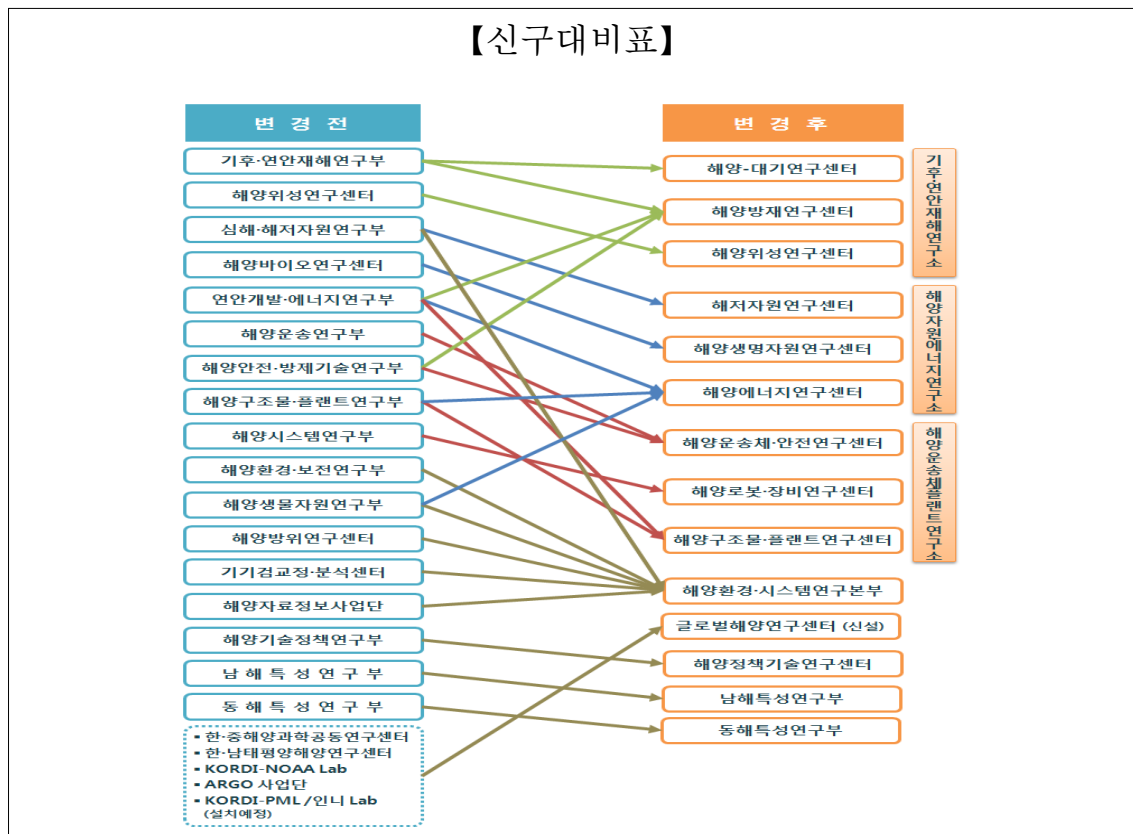 【신구대비표】
변 경 전
기후·연안재해연구부
해양위성연구센터
심해·해저자원연구부
해양바이오연구센터
연안개발·에너지연구부
해양운송연구부
해양안전·방제기술연구부
해양구조물·플랜트연구부
해양시스템연구부
해양환경·보전연구부
해양생물자원연구부
해양방위연구센터
기기검교정·분석센터
해양자료정보사업단
해양기술정책연구부
남 해 특 성 연 구 부
동 해 특 성 연 구 부
▪ 한·중해양과학공동연구센터
▪ 한·남태평양해양연구센터
▪ KORDI-NOAA Lab
▪ ARGO 사업단
▪ KORDI-PML /인니 Lab
(설치예정)
변 경 후
해양-대기연구센터
해양방재연구센터
해양위성연구센터
해저자원연구센터
해양생명자원연구센터
해양에너지연구센터
해양운송체·안전연구센터
해양로봇·장비연구센터
해양구조물·플랜트연구센터
해양환경·시스템연구본부
글로벌해양연구센터 (신설)
해양정책기술연구센터
남해특성연구부
동해특성연구부
기후·연안재해연구소
해양자원에너지연구소
해양운송체플랜트연구소